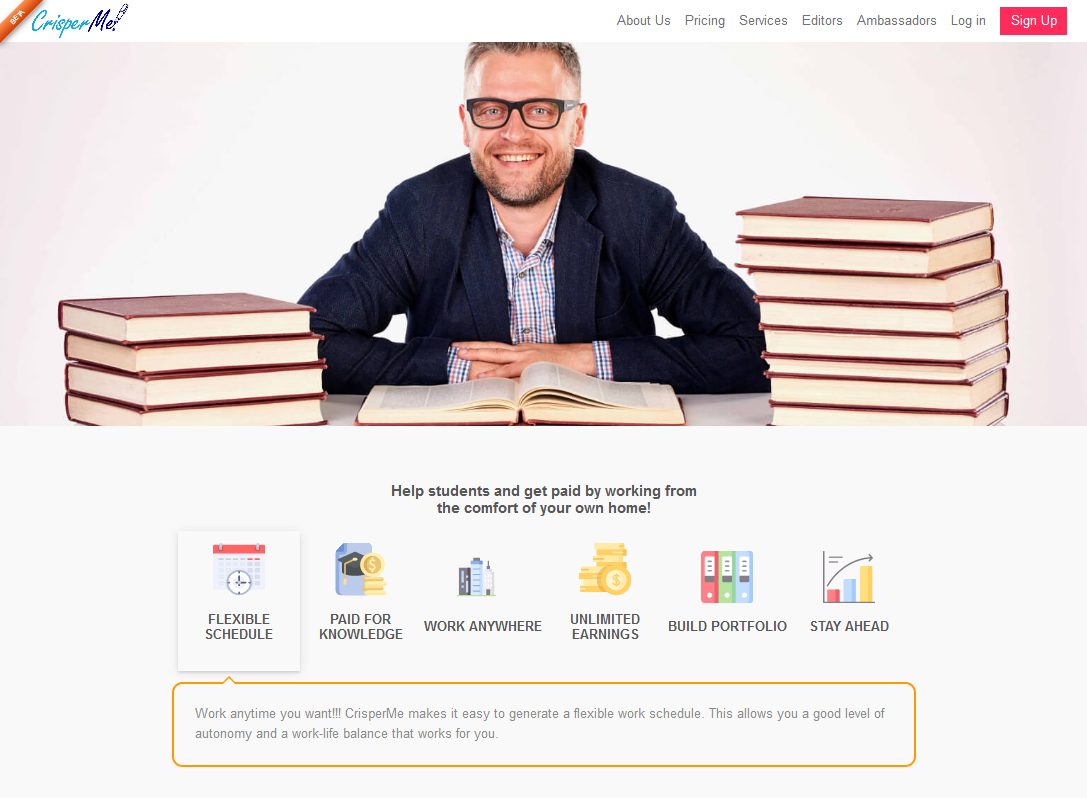 BETA
CrisperMe!
About Us Pricing Services Editors Ambassadors Log in Sign Up
Help students and get paid by working from
the comfort of your own home!
FLEXIBLE
SCHEDULE
PAID FOR
KNOWLEDGE
WORK ANYWHERE
UNLIMITED
EARNINGS
BUILD PORTFOLIO
STAY AHEAD
Work anytime you want!!! CrisperMe makes it easy to generate a flexible work schedule. This allows you a good level of
autonomy and a work-life balance that works for you.